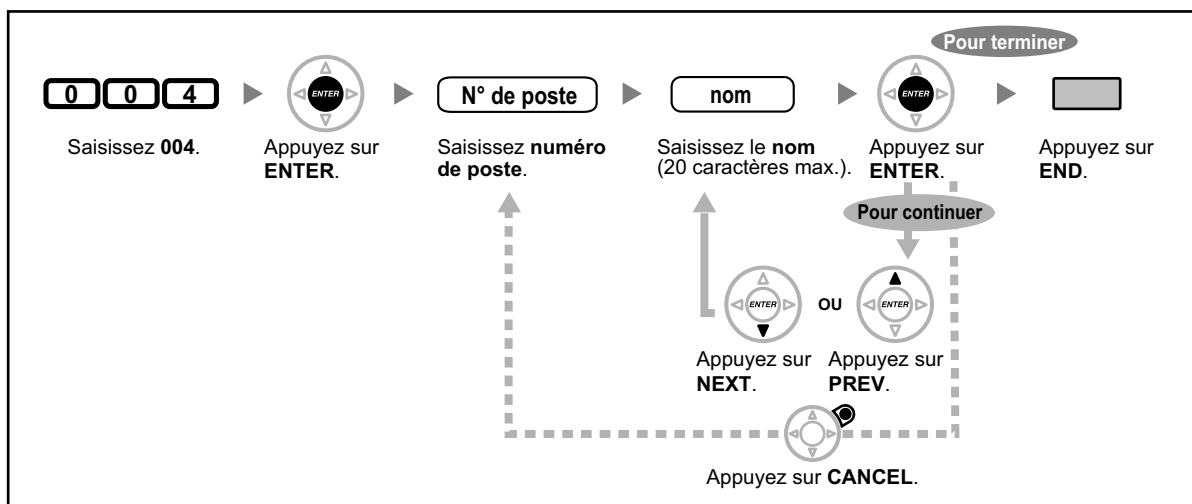 Pour terminer
0 0 4
ENTER
N° de poste
nom
ENTER
Saisissez 004.
Appuyez sur
ENTER.
Saisissez numéro
de poste.
Saisissez le nom
(20 caractères max.).
Appuyez sur
ENTER.
Appuyez sur
END.
Pour continuer
ENTER
OU
ENTER
Appuyez sur
NEXT.
Appuyez sur
PREV.
Appuyez sur CANCEL.